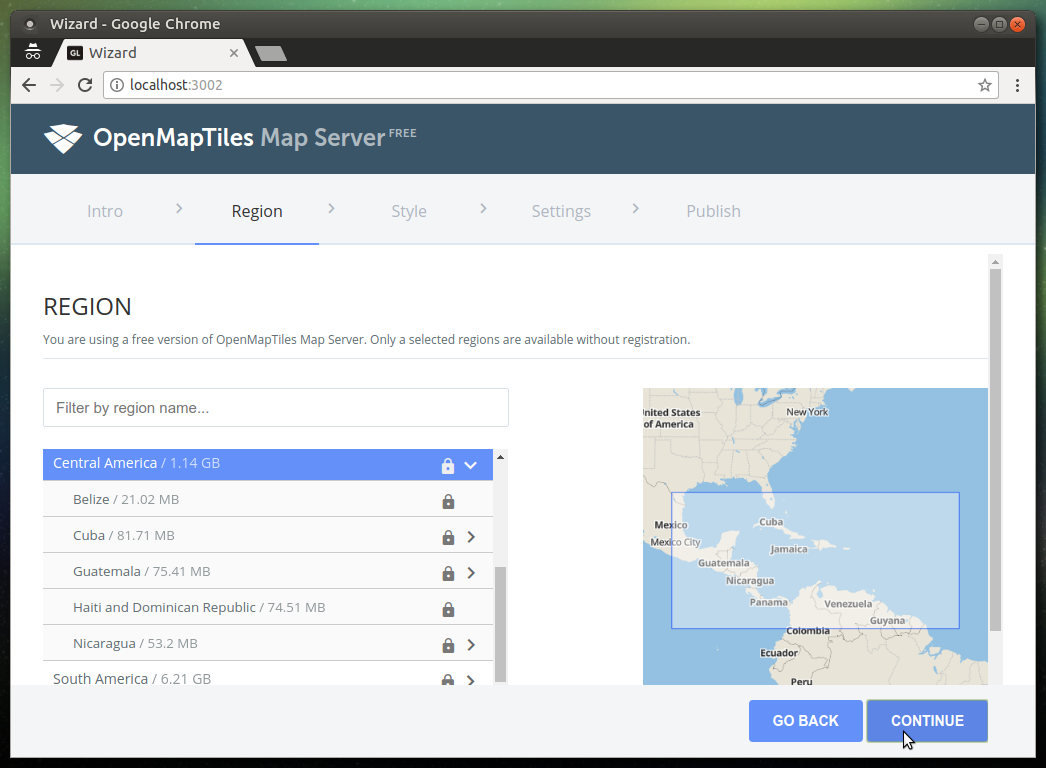 Wizard - Google Chrome
GL Wizard
localhost:3002
OpenMapTiles Map Server FREE
Intro Region Style Settings Publish
REGION
You are using a free version of OpenMapTiles Map Server. Only a selected regions are available without registration.
Filter by region name...
Central America / 1.14 GB
Belize / 21.02 MB
Cuba / 81.71 MB
Guatemala / 75.41 MB
Haiti and Dominican Republic / 74.51 MB
Nicaragua / 53.2 MB
South America / 6.21 GB
United States
of America
New York
Mexico
Mexico City
Cuba
Jamaica
Guatemala
Nicaragua
Panama
Venezuela
Guyana
Colombia
Ecuador
Peru
GO BACK CONTINUE